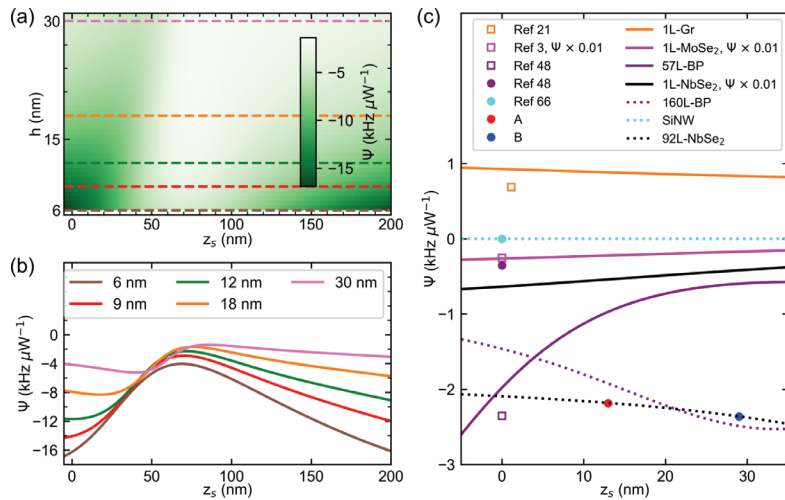 (a)
30
15
6
h (nm)
−5
−10
−15
Ψ (kHz μW⁻¹)
0 50 100 150 200
zₛ (nm)
(b)
6 nm 12 nm 30 nm
9 nm 18 nm
0
−4
−8
−12
−16
Ψ (kHz μW⁻¹)
0 50 100 150 200
zₛ (nm)
(c)
Ref 21
Ref 3, Ψ × 0.01
Ref 48
Ref 48
Ref 66
A
B
1L-Gr
1L-MoSe₂, Ψ × 0.01
57L-BP
1L-NbSe₂, Ψ × 0.01
160L-BP
SiNW
92L-NbSe₂
1
0
−1
−2
−3
Ψ (kHz μW⁻¹)
0 10 20 30
zₛ (nm)